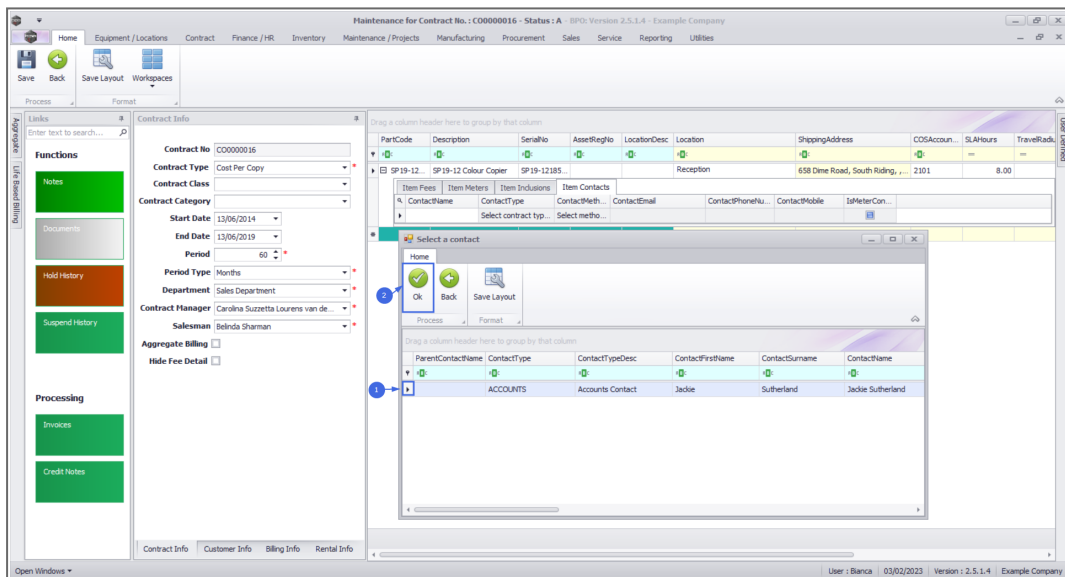 Maintenance for Contract No. : CO0000016 - Status : A - BPO: Version 2.5.1.4 - Example Company
Home Equipment / Locations Contract Finance / HR Inventory Maintenance / Projects Manufacturing Procurement Sales Service Reporting Utilities
Save Back Save Layout Workspaces
Process Format
Aggregate
Life Based Billing
Links
Enter text to search...
Functions
Notes
Documents
Hold History
Suspend History
Processing
Invoices
Credit Notes
Contract Info
Contract No CO0000016
Contract Type Cost Per Copy *
Contract Class
Contract Category
Start Date 13/06/2014
End Date 13/06/2019
Period 60 *
Period Type Months *
Department Sales Department *
Contract Manager Carolina Suzzetta Lourens van de... *
Salesman Belinda Sharman *
Aggregate Billing
Hide Fee Detail
Contract Info Customer Info Billing Info Rental Info
Drag a column header here to group by that column
PartCode Description SerialNo AssetRegNo LocationDesc Location ShippingAddress COSAccoun... SLAHours TravelRadiu
SP19-12... SP19-12 Colour Copier SP19-12185... Reception 658 Dime Road, South Riding, ,... 2101 8.00
Item Fees Item Meters Item Inclusions Item Contacts
ContactName ContactType ContactMeth... ContactEmail ContactPhoneNu... ContactMobile IsMeterCon...
Select contract typ... Select metho...
User Defined
Select a contact
Home
2
Ok Back Save Layout
Process Format
Drag a column header here to group by that column
ParentContactName ContactType ContactTypeDesc ContactFirstName ContactSurname ContactName
1
ACCOUNTS Accounts Contact Jackie Sutherland Jackie Sutherland
Open Windows User : Bianca 03/02/2023 Version : 2.5.1.4 Example Company